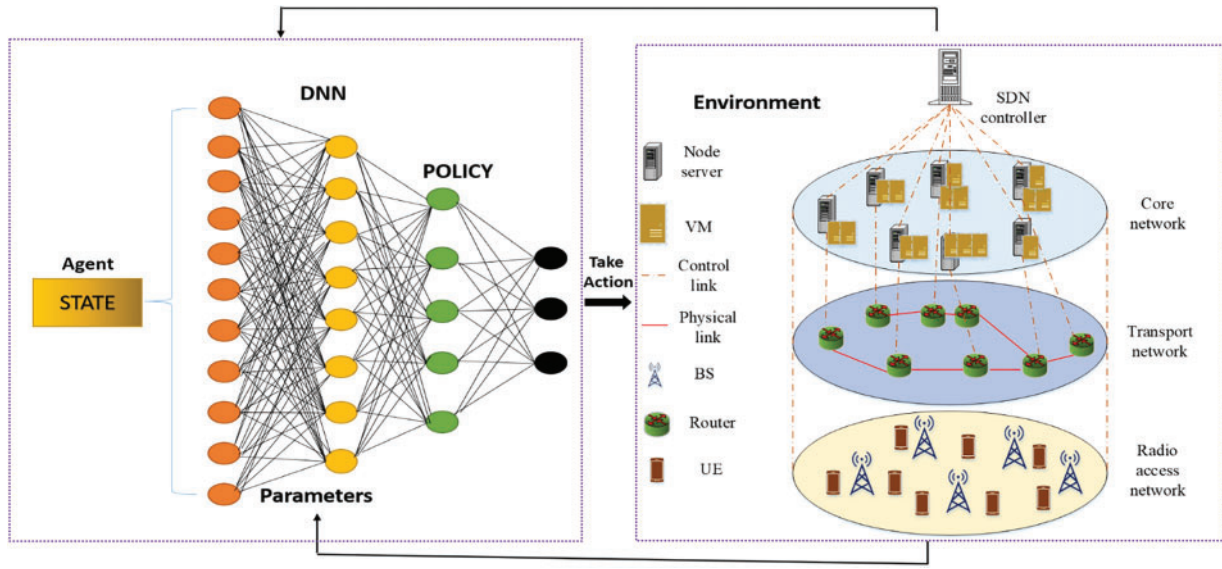 DNN
POLICY
Agent
STATE
Parameters
Take
Action
Environment
SDN
controller
Node
server
VM
Control
link
Physical
link
BS
Router
UE
Core
network
Transport
network
Radio
access
network